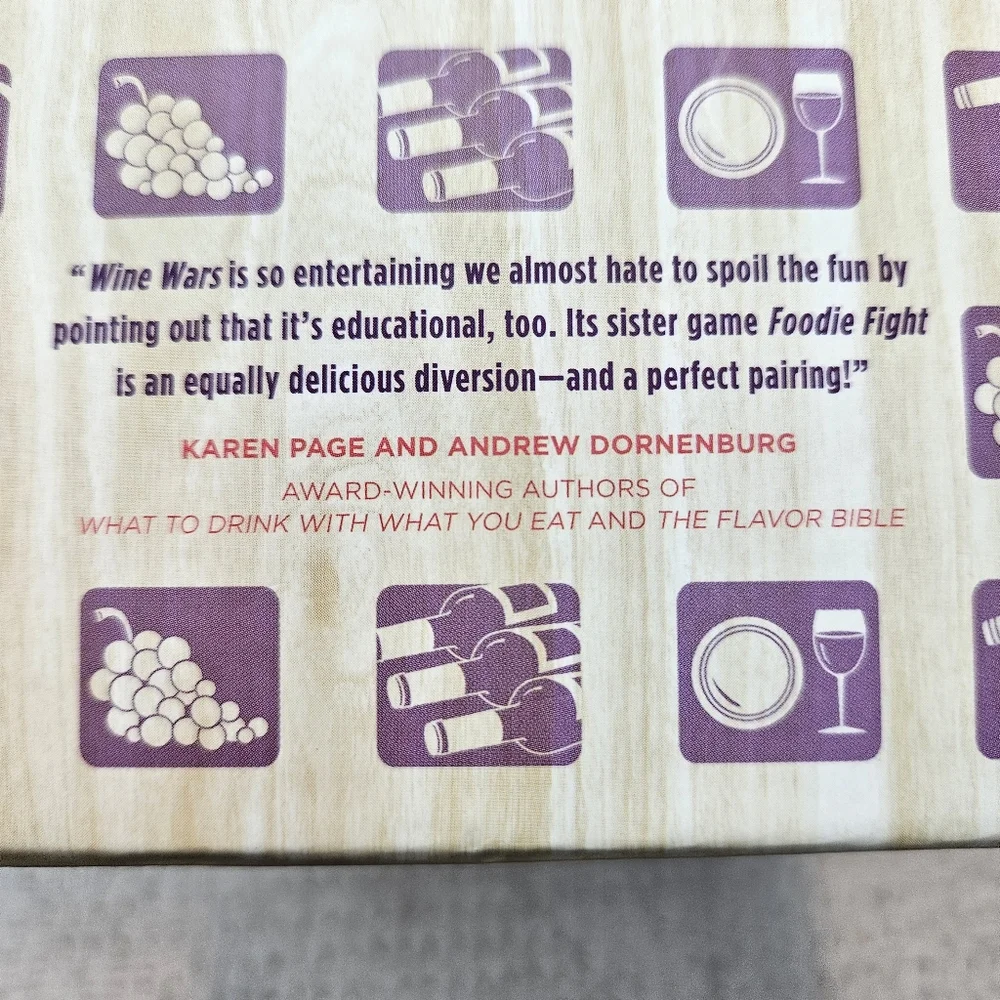 “Wine Wars is so entertaining we almost hate to spoil the fun by
pointing out that it’s educational, too. Its sister game Foodie Fight
is an equally delicious diversion—and a perfect pairing!”
KAREN PAGE AND ANDREW DORNENBURG
AWARD-WINNING AUTHORS OF
WHAT TO DRINK WITH WHAT YOU EAT AND THE FLAVOR BIBLE